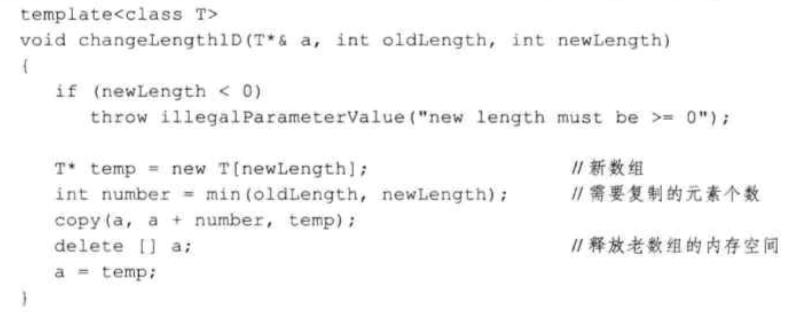 template<class T>
void changeLength1D(T*& a, int oldLength, int newLength)
{
   if (newLength < 0)
      throw illegalParameterValue("new length must be >= 0");

   T* temp = new T[newLength];                    // 新数组
   int number = min(oldLength, newLength);        // 需要复制的元素个数
   copy(a, a + number, temp);
   delete [] a;                                   // 释放老数组的内存空间
   a = temp;
}